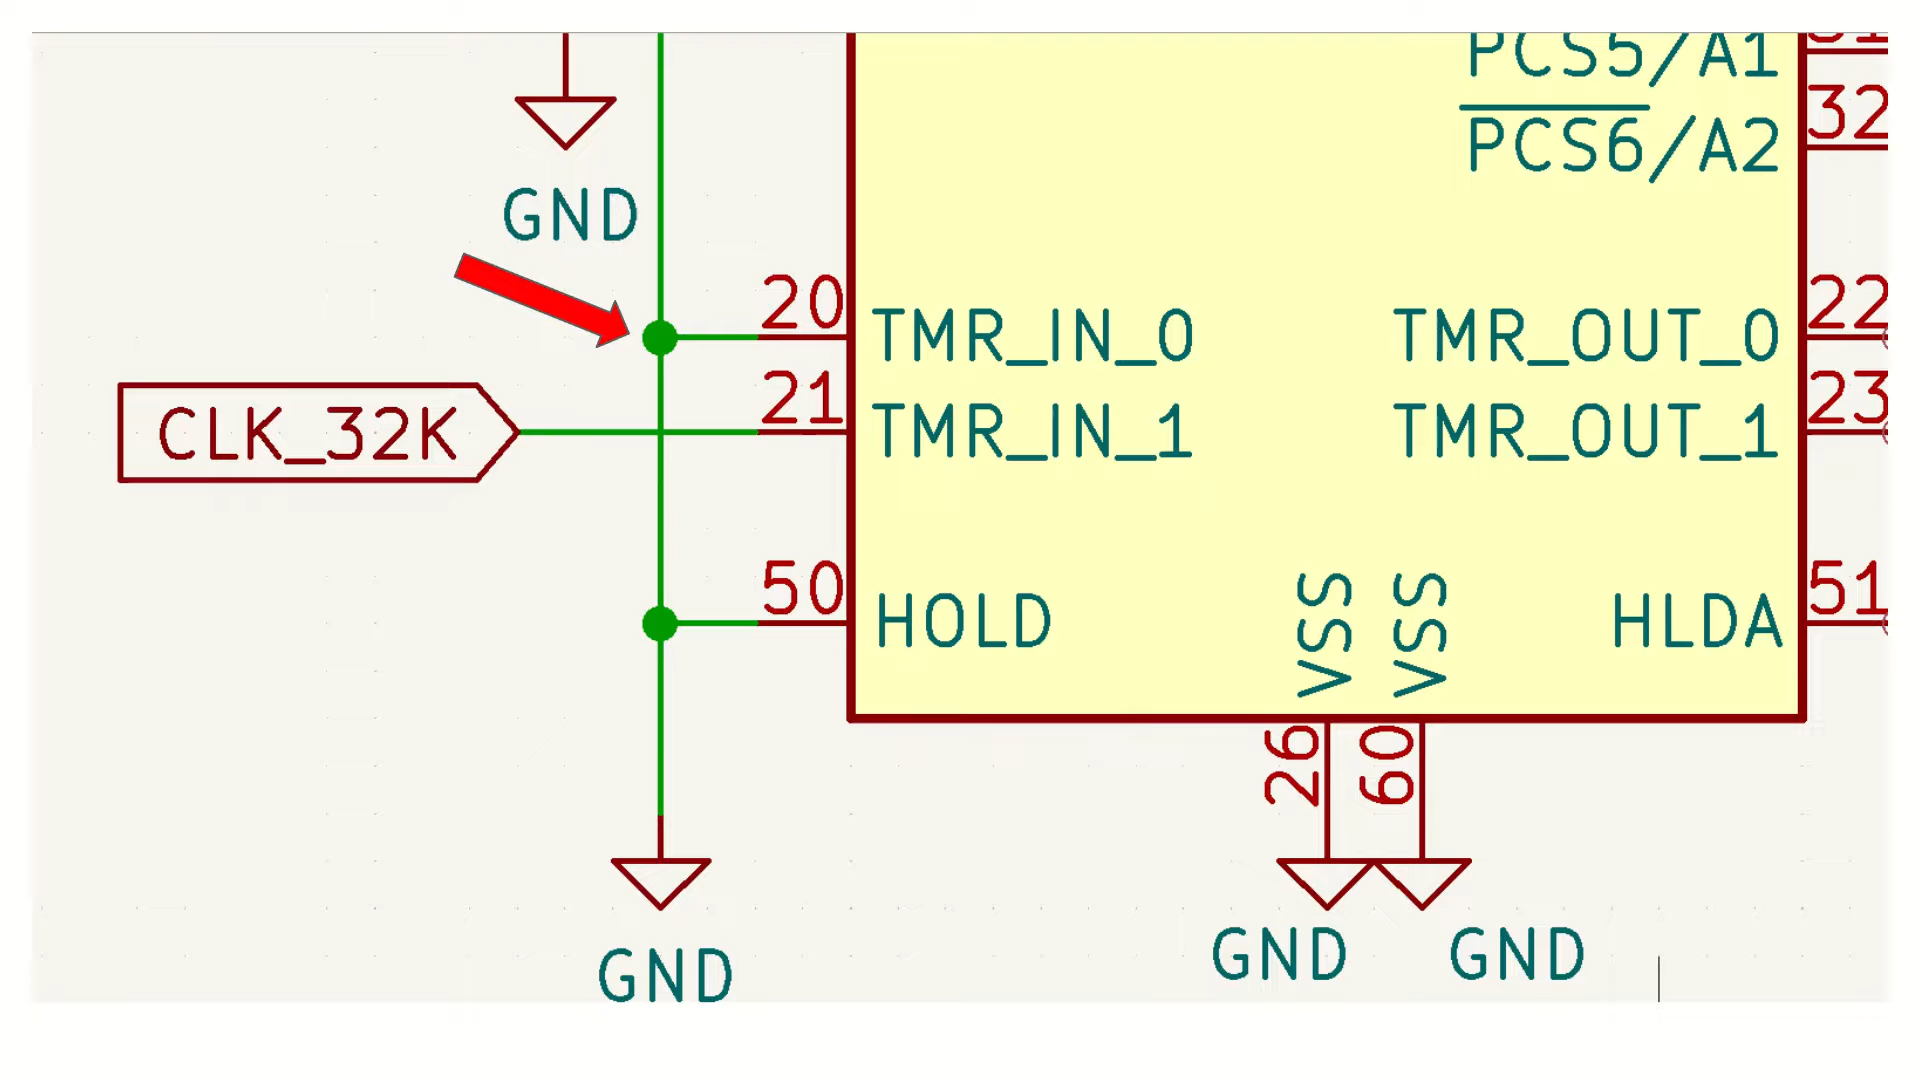 PCS5/A1
32
PCS6/A2
GND
20
22
TMR_IN_0
TMR_OUT_0
21
23
CLK_32K
TMR_IN_1
TMR_OUT_1
50
51
HOLD
VSS
VSS
HLDA
26
60
GND
GND
GND